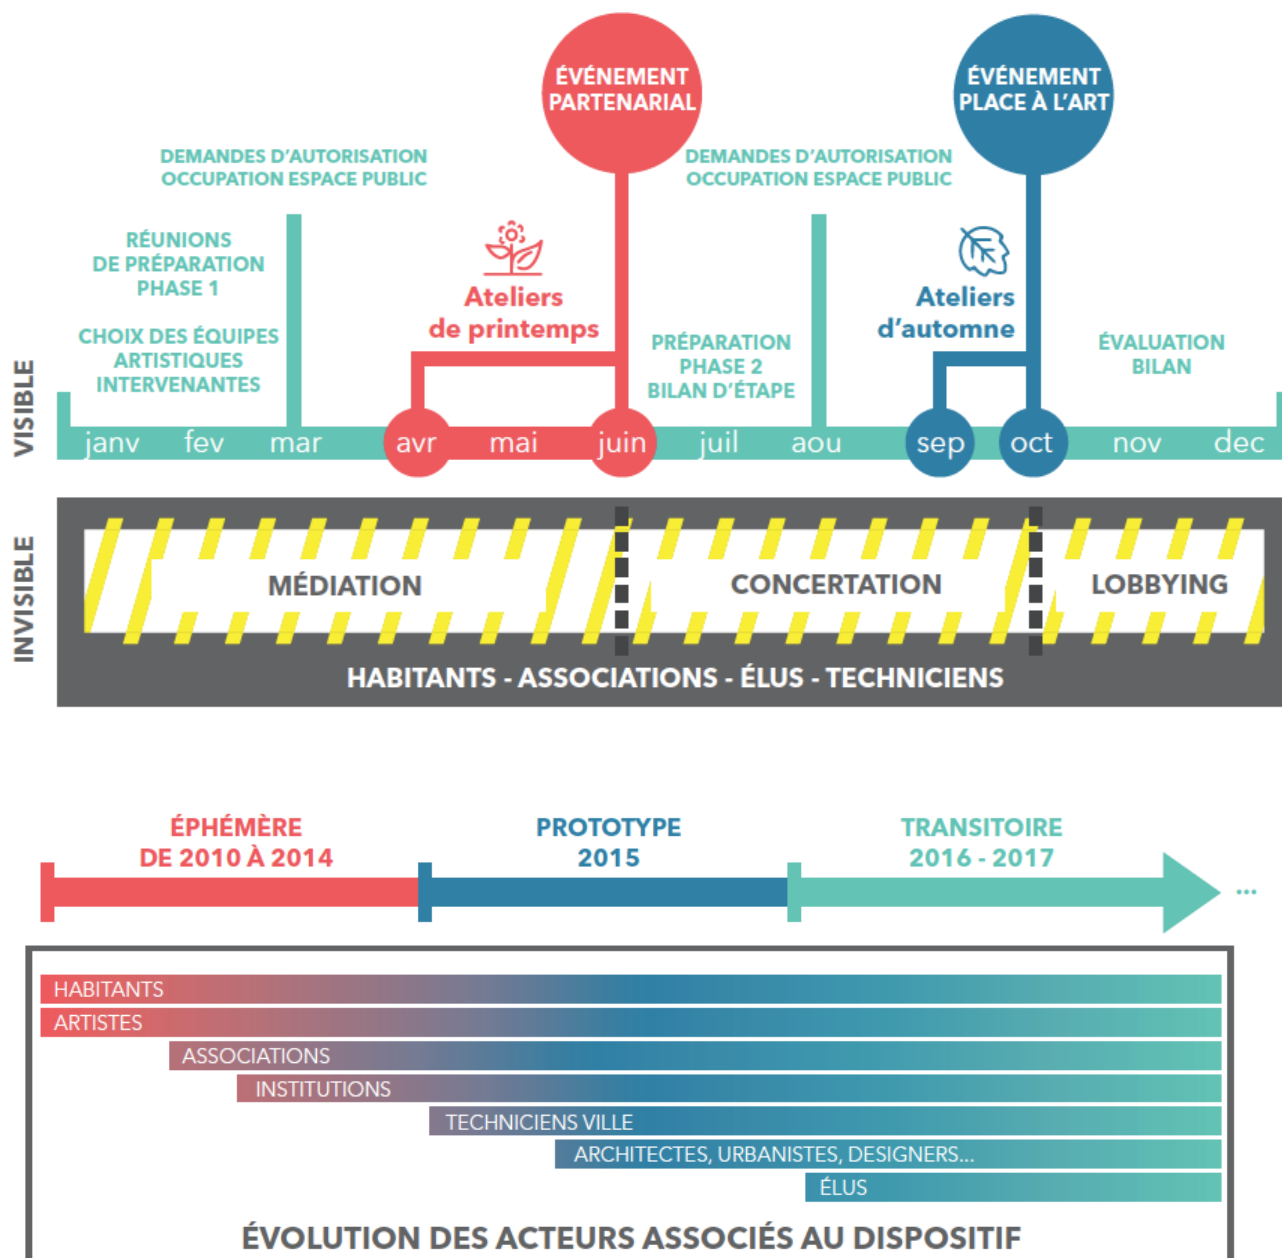 ÉVÉNEMENT
PARTENARIAL
ÉVÉNEMENT
PLACE À L'ART
DEMANDES D'AUTORISATION
OCCUPATION ESPACE PUBLIC
DEMANDES D'AUTORISATION
OCCUPATION ESPACE PUBLIC
RÉUNIONS
DE PRÉPARATION
PHASE 1
CHOIX DES ÉQUIPES
ARTISTIQUES
INTERVENANTES
Ateliers
de printemps
PRÉPARATION
PHASE 2
BILAN D'ÉTAPE
Ateliers
d'automne
ÉVALUATION
BILAN
VISIBLE
janv fev mar avr mai juin juil aou sep oct nov dec
INVISIBLE
MÉDIATION
CONCERTATION
LOBBYING
HABITANTS - ASSOCIATIONS - ÉLUS - TECHNICIENS
ÉPHÉMÈRE
DE 2010 À 2014
PROTOTYPE
2015
TRANSITOIRE
2016 - 2017
...
HABITANTS
ARTISTES
ASSOCIATIONS
INSTITUTIONS
TECHNICIENS VILLE
ARCHITECTES, URBANISTES, DESIGNERS...
ÉLUS
ÉVOLUTION DES ACTEURS ASSOCIÉS AU DISPOSITIF